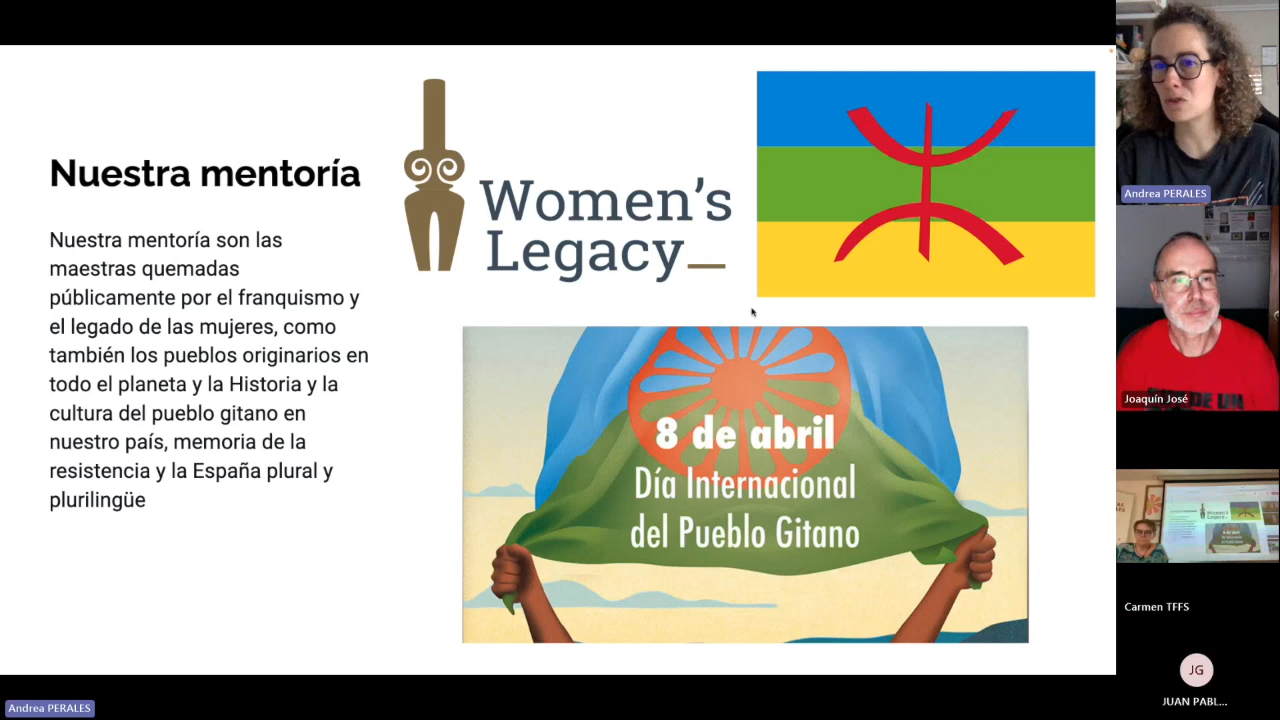 Nuestra mentoría
Nuestra mentoría son las
maestras quemadas
públicamente por el franquismo y
el legado de las mujeres, como
también los pueblos originarios en
todo el planeta y la Historia y la
cultura del pueblo gitano en
nuestro país, memoria de la
resistencia y la España plural y
plurilingüe
Women's
Legacy_
8 de abril
Día Internacional
del Pueblo Gitano
Andrea PERALES
Joaquín José
Carmen TFFS
JG
JUAN PABL...
Andrea PERALES